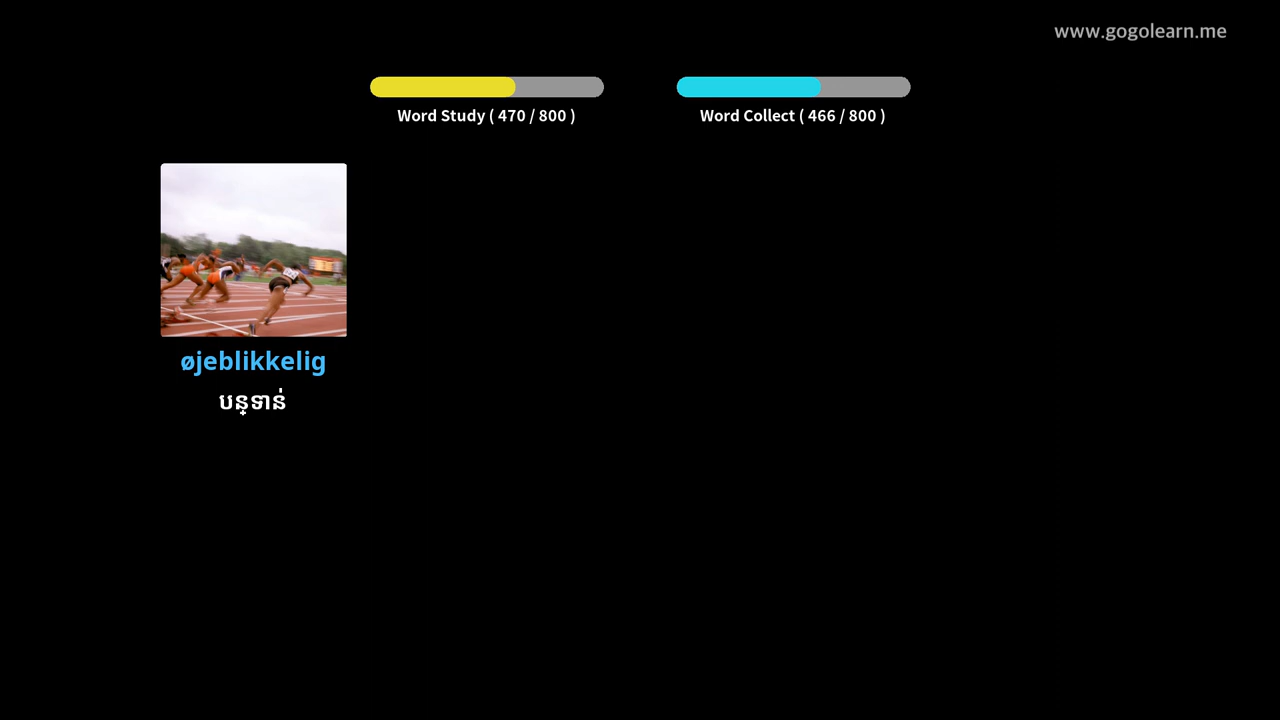 www.gogolearn.me
Word Study ( 470 / 800 )
Word Collect ( 466 / 800 )
øjeblikkelig
បន្ទាន់